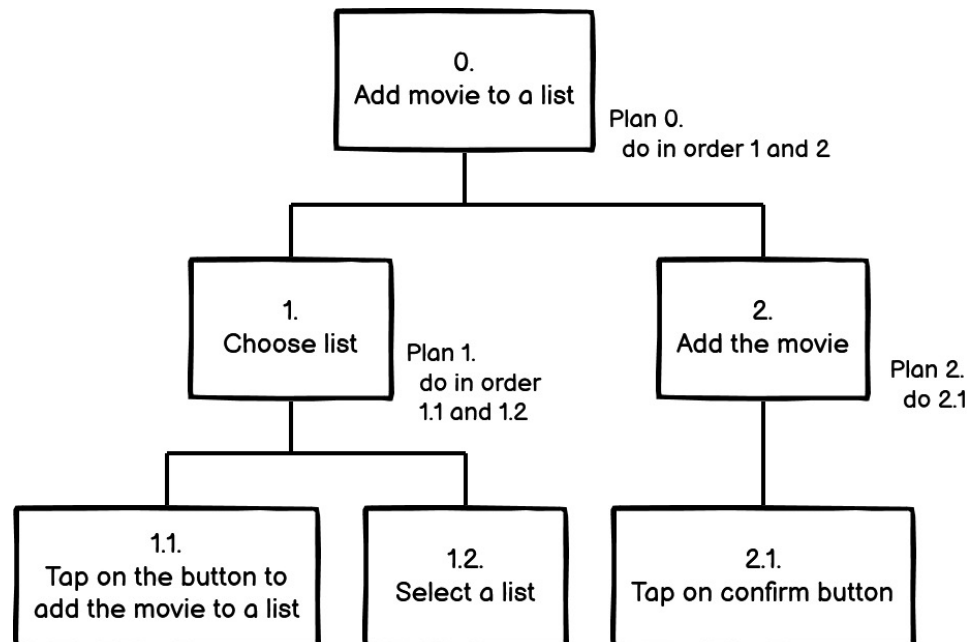 0.
Add movie to a list
Plan 0.
do in order 1 and 2
1.
Choose list
Plan 1.
do in order
1.1 and 1.2
2.
Add the movie
Plan 2.
do 2.1
1.1.
Tap on the button to
add the movie to a list
1.2.
Select a list
2.1.
Tap on confirm button